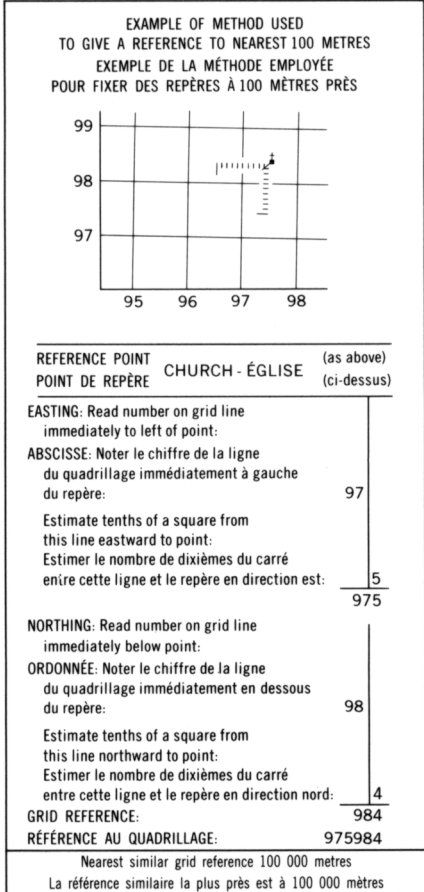 EXAMPLE OF METHOD USED
TO GIVE A REFERENCE TO NEAREST 100 METRES
EXEMPLE DE LA MÉTHODE EMPLOYÉE
POUR FIXER DES REPÈRES À 100 MÈTRES PRÈS
99
98
97
95 96 97 98
REFERENCE POINT CHURCH - ÉGLISE (as above)
POINT DE REPÈRE (ci-dessus)
EASTING: Read number on grid line
immediately to left of point:
ABSCISSE: Noter le chiffre de la ligne
du quadrillage immédiatement à gauche
du repère: 97
Estimate tenths of a square from
this line eastward to point:
Estimer le nombre de dixièmes du carré
entre cette ligne et le repère en direction est: 5
975
NORTHING: Read number on grid line
immediately below point:
ORDONNÉE: Noter le chiffre de la ligne
du quadrillage immédiatement en dessous
du repère: 98
Estimate tenths of a square from
this line northward to point:
Estimer le nombre de dixièmes du carré
entre cette ligne et le repère en direction nord: 4
GRID REFERENCE: 984
RÉFÉRENCE AU QUADRILLAGE: 975984
Nearest similar grid reference 100 000 metres
La référence similaire la plus près est à 100 000 mètres